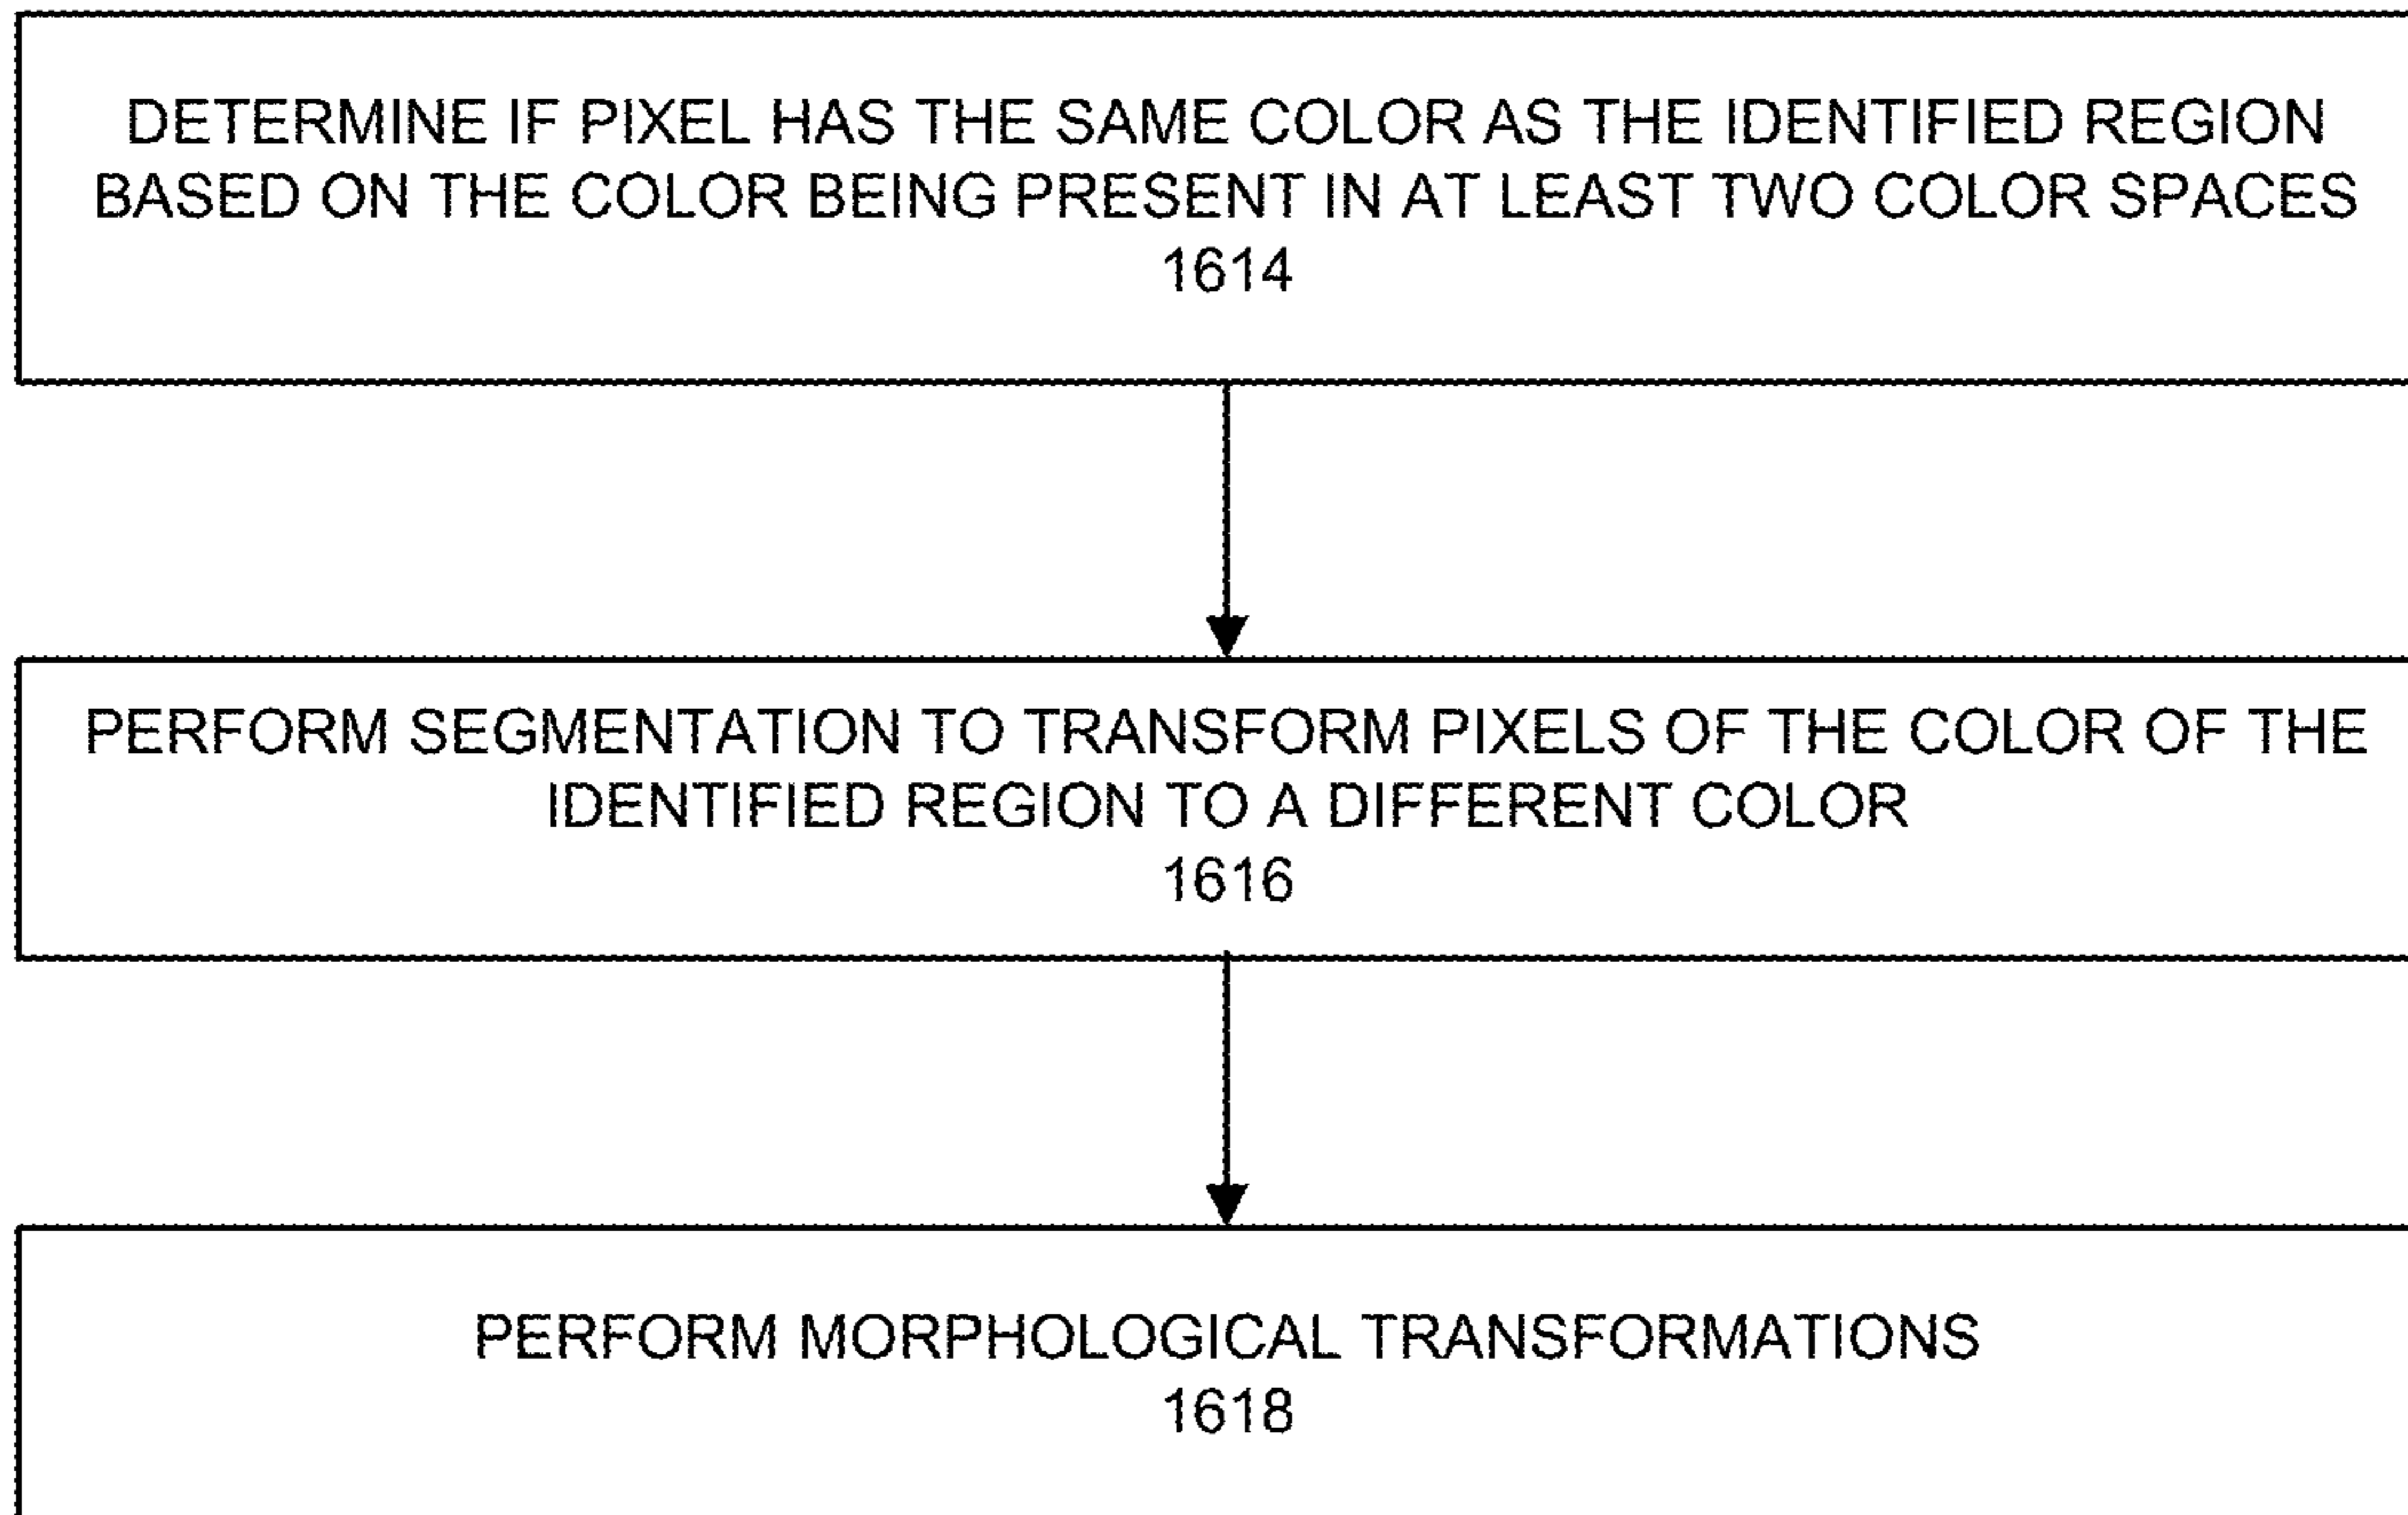 DETERMINE IF PIXEL HAS THE SAME COLOR AS THE IDENTIFIED REGION
BASED ON THE COLOR BEING PRESENT IN AT LEAST TWO COLOR SPACES
1614
PERFORM SEGMENTATION TO TRANSFORM PIXELS OF THE COLOR OF THE
IDENTIFIED REGION TO A DIFFERENT COLOR
1616
PERFORM MORPHOLOGICAL TRANSFORMATIONS
1618